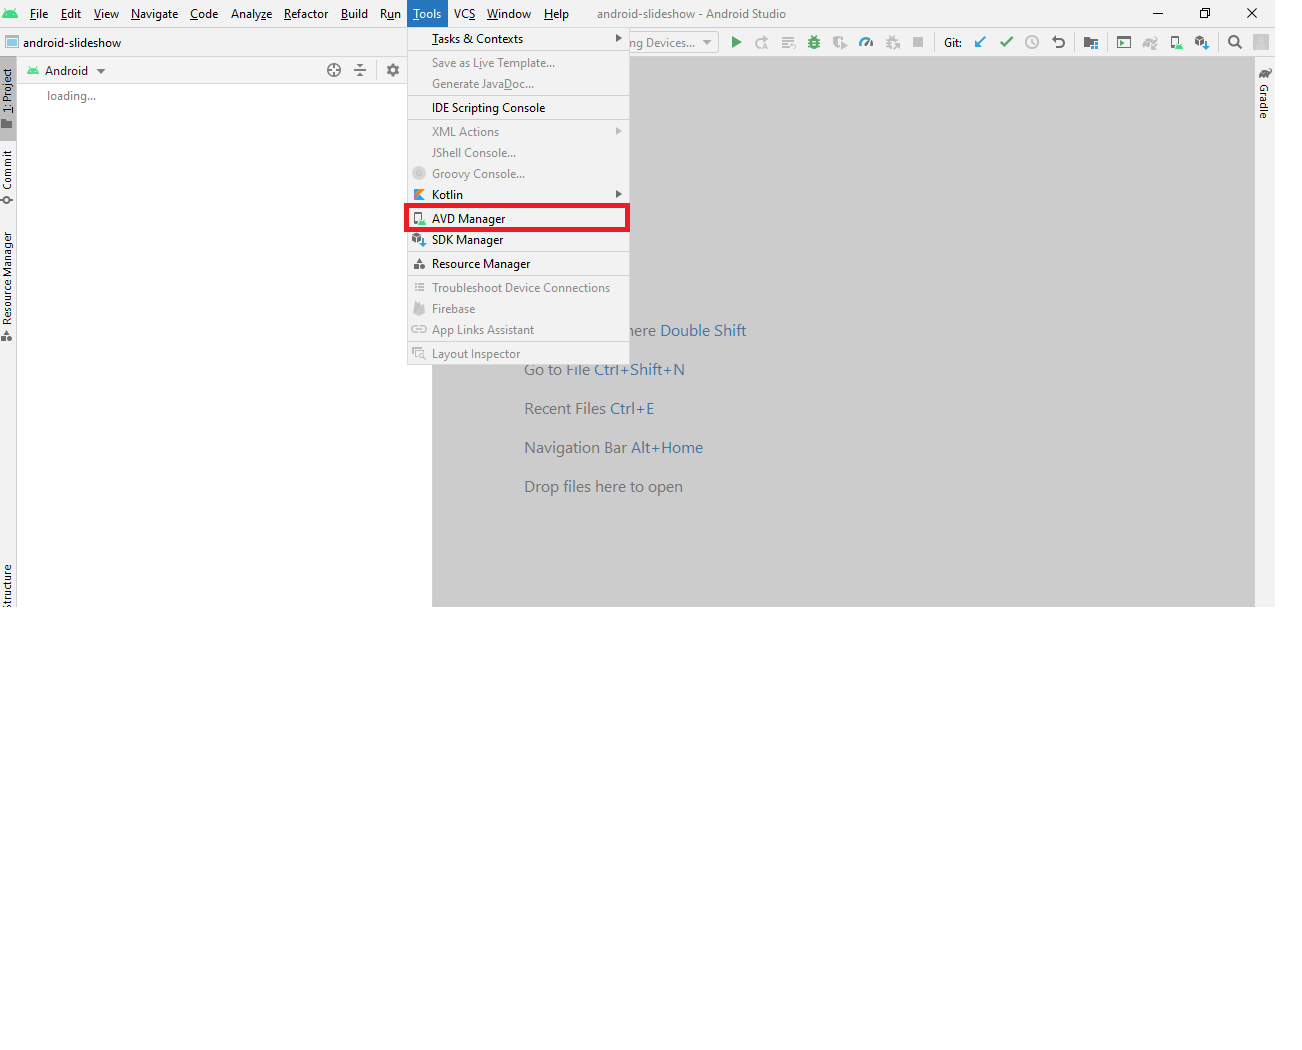 File Edit View Navigate Code Analyze Refactor Build Run Tools VCS Window Help android-slideshow - Android Studio
android-slideshow
ng Devices...
Git:
Android
loading...
1: Project
Commit
Resource Manager
Structure
Gradle
Tasks & Contexts
Save as Live Template...
Generate JavaDoc...
IDE Scripting Console
XML Actions
JShell Console...
Groovy Console...
Kotlin
AVD Manager
SDK Manager
Resource Manager
Troubleshoot Device Connections
Firebase
App Links Assistant
Layout Inspector
here Double Shift
Go to File Ctrl+Shift+N
Recent Files Ctrl+E
Navigation Bar Alt+Home
Drop files here to open